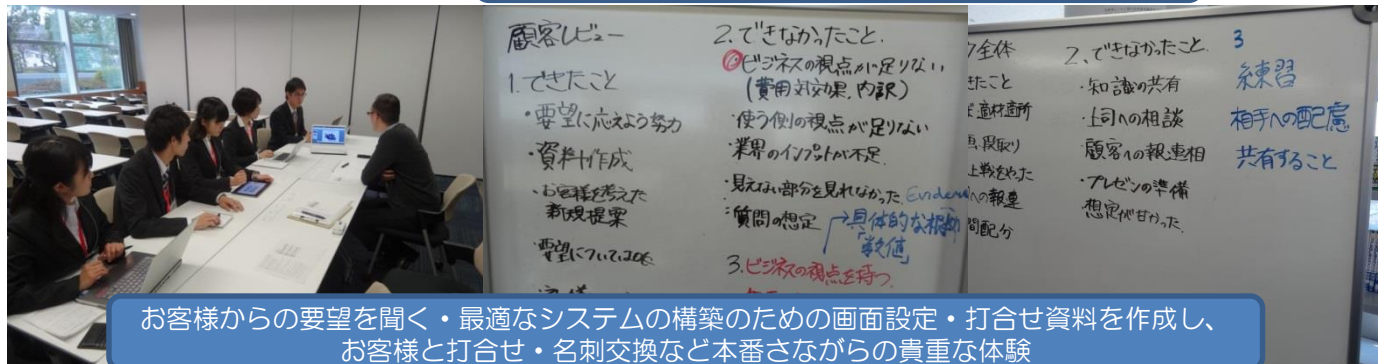 顧客レビュー
1.できたこと
・要望に応えよう努力
・資料作成
・お客様を考えた
新規提案
・要望については
2.できなかったこと.
ビジネスの視点が足りない
(費用対効果、内訳)
・使う側の視点が足りない
・業界のインプットが不足.
・見えない部分を見れなかった.
・質問の想定
→具体的な
「数値」
3.ビジネスの視点を持つ.
全体
たこと
適材適所
段取り
の報連
間配分
2、できなかったこと.
・知識の共有
・上司への相談
・顧客への報連相
・プレゼンの準備
想定が甘かった.
3
練習
相手への配慮
共有すること
お客様からの要望を聞く・最適なシステムの構築のための画面設定・打合せ資料を作成し、
お客様と打合せ・名刺交換など本番さながらの貴重な体験